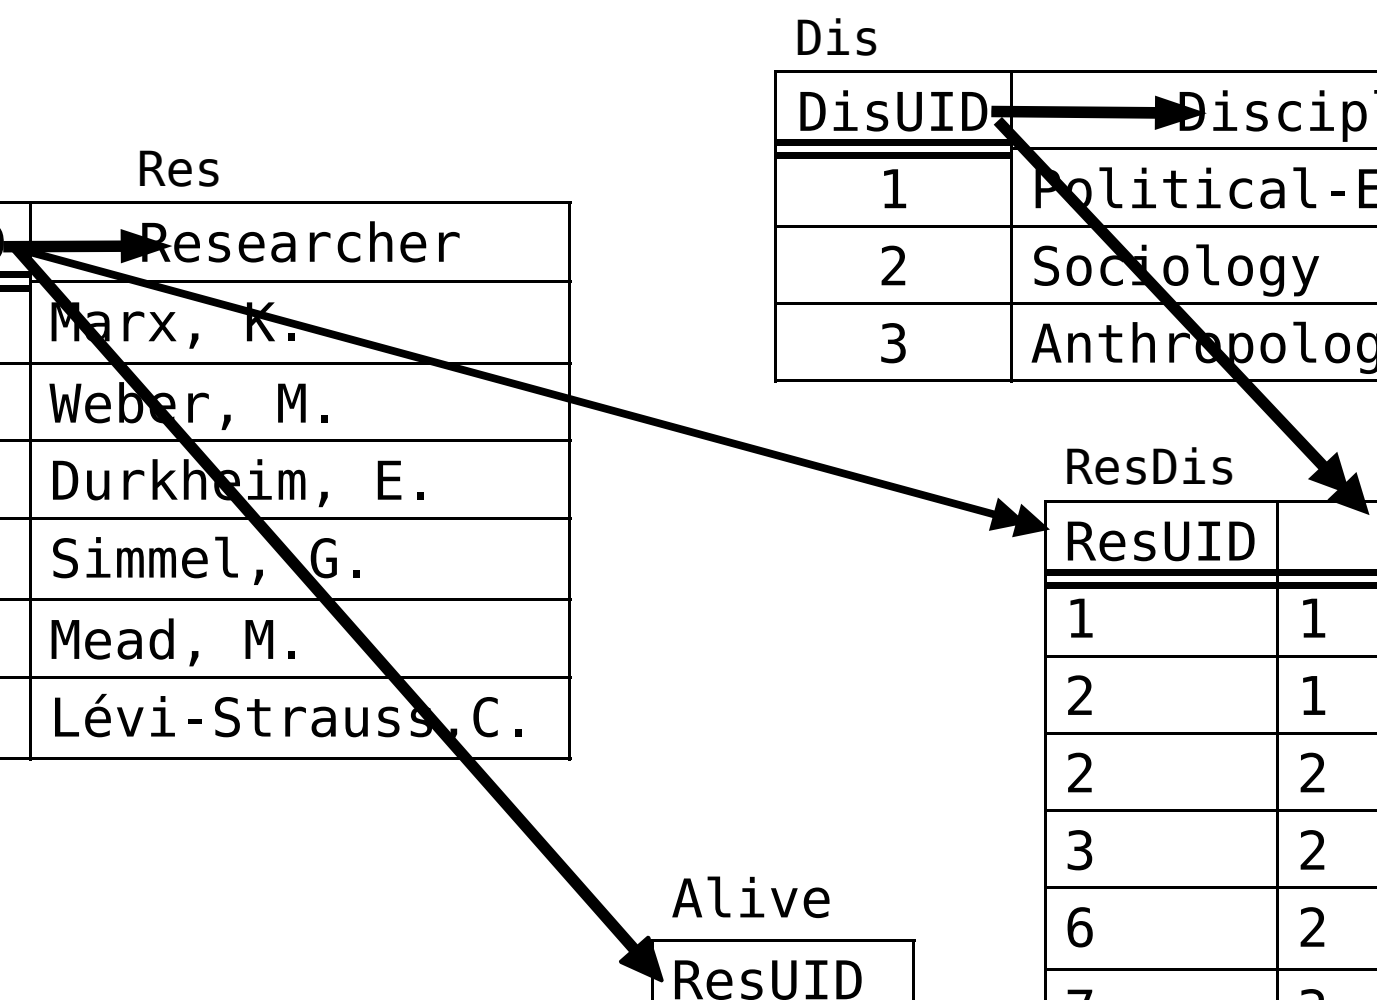 Dis
DisUID Discipl
1 Political-E
2 Sociology
3 Anthropolog
Res
Researcher
Marx, K.
Weber, M.
Durkheim, E.
Simmel, G.
Mead, M.
Lévi-Strauss,C.
ResDis
ResUID
1 1
2 1
2 2
3 2
6 2
Alive
ResUID